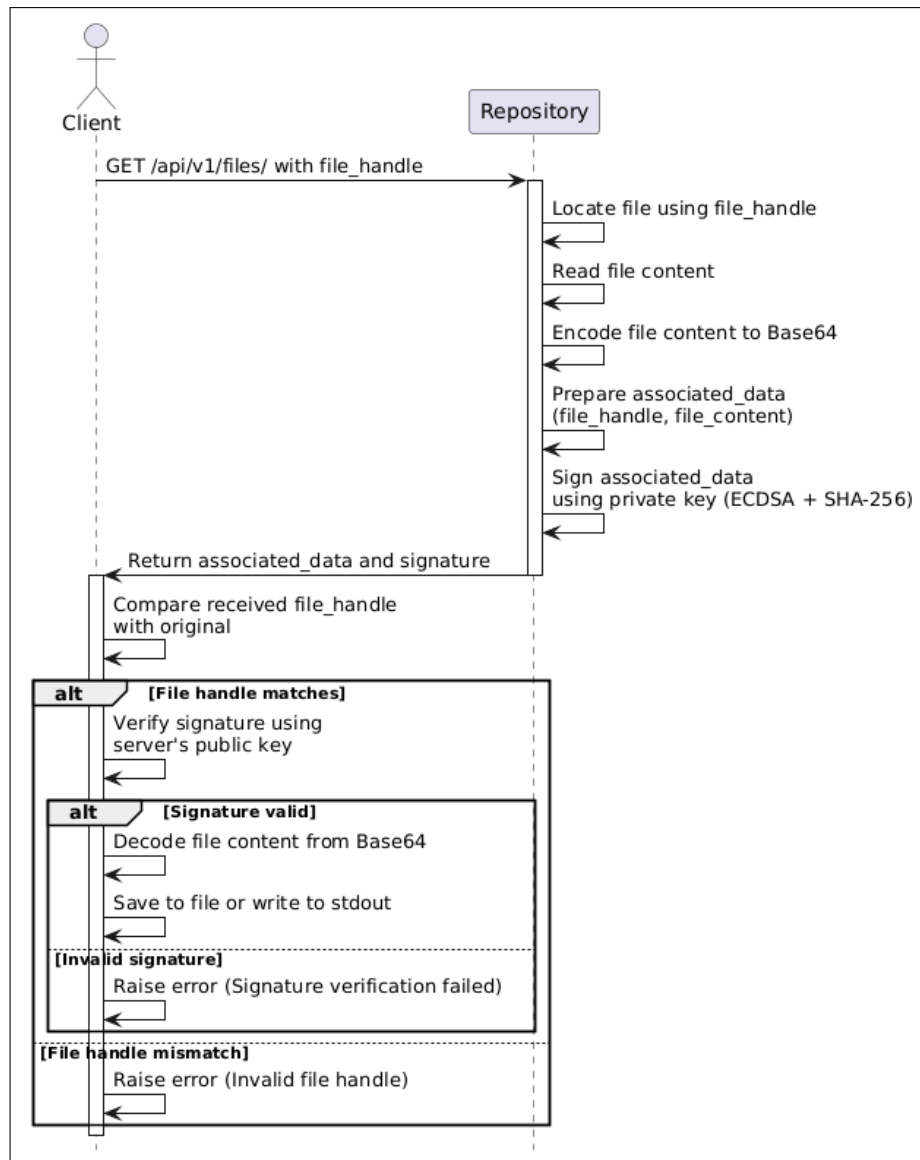 Client
Repository
GET /api/v1/files/ with file_handle
Locate file using file_handle
Read file content
Encode file content to Base64
Prepare associated_data
(file_handle, file_content)
Sign associated_data
using private key (ECDSA + SHA-256)
Return associated_data and signature
Compare received file_handle
with original
alt [File handle matches]
Verify signature using
server's public key
alt [Signature valid]
Decode file content from Base64
Save to file or write to stdout
[Invalid signature]
Raise error (Signature verification failed)
[File handle mismatch]
Raise error (Invalid file handle)